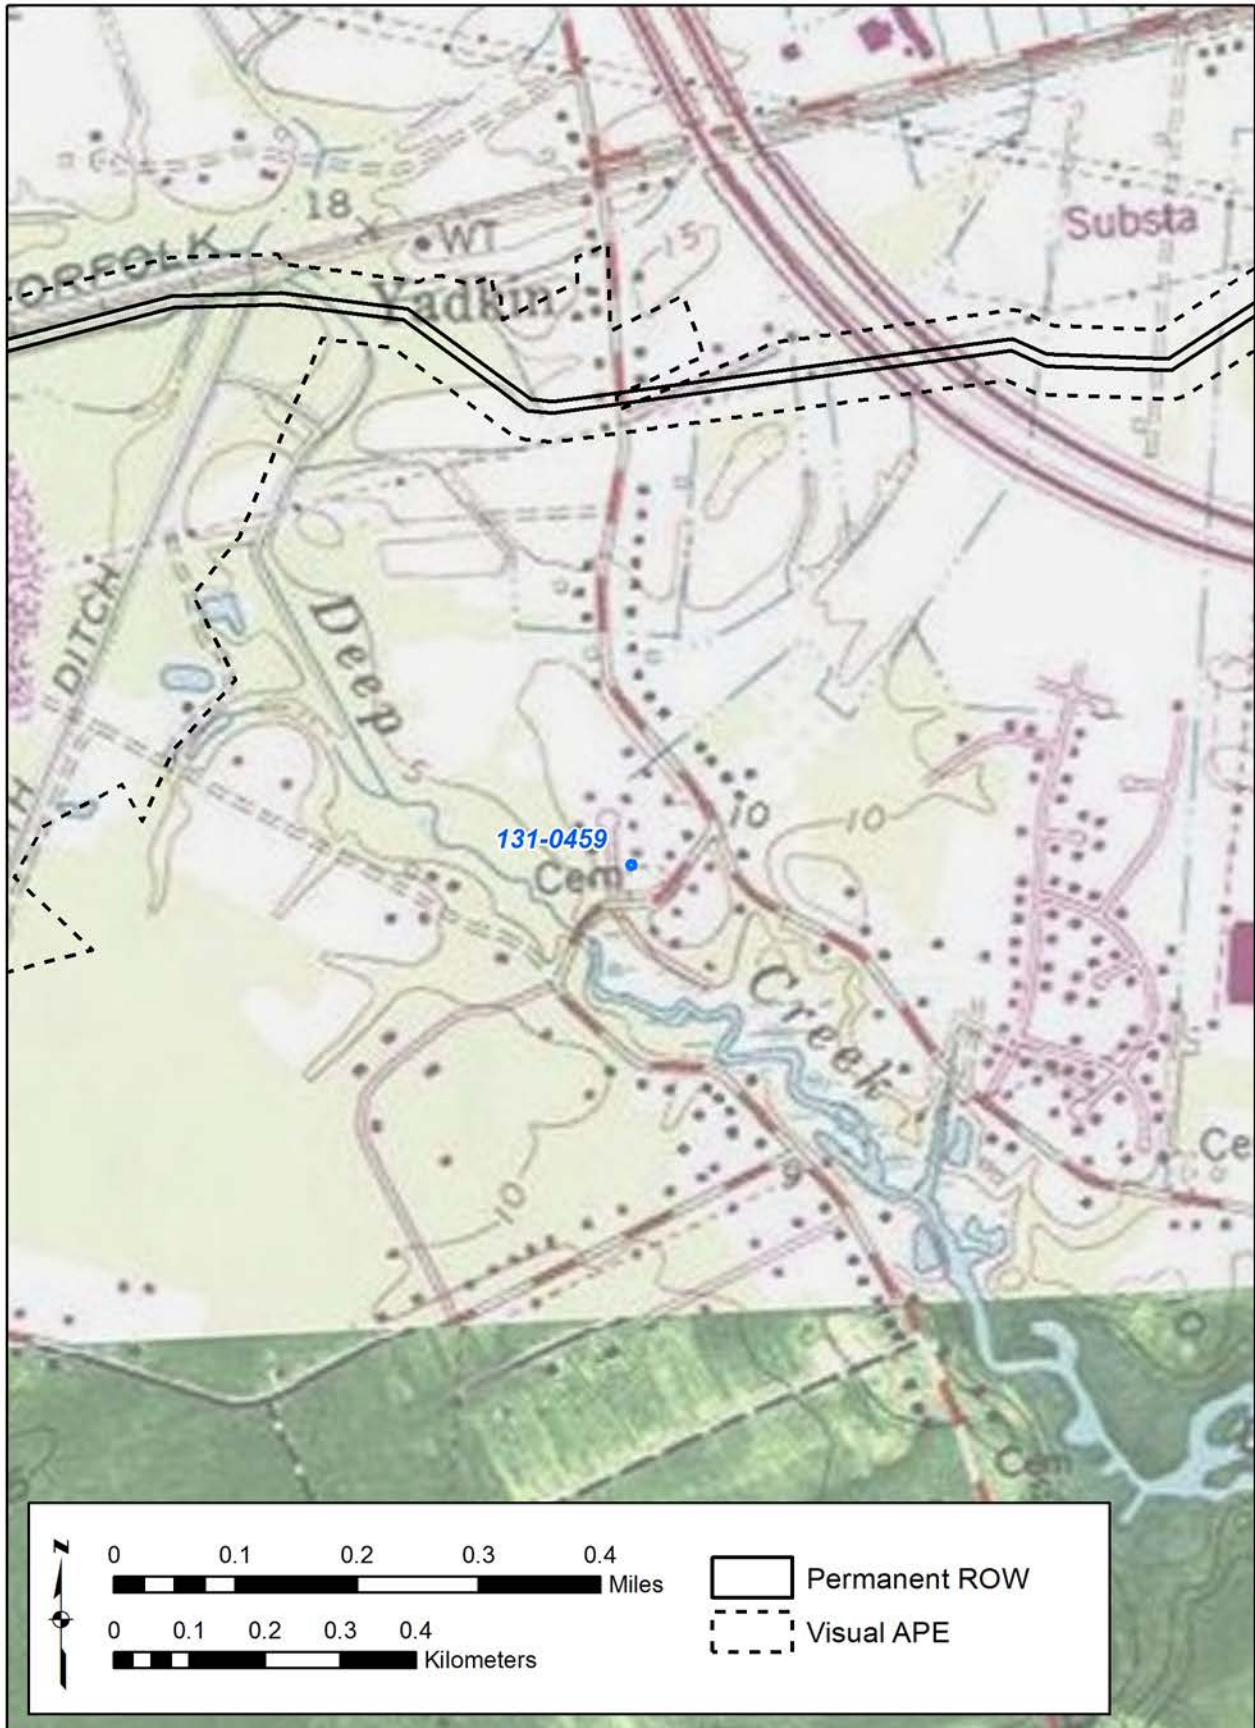 18
WT
15
Substa
ORFOLK
Yadkin
DITCH
Deep
5
10
10
131-0459
Cem
Creek
Ce
10
9
Cem
N
0 0.1 0.2 0.3 0.4
Miles
0 0.1 0.2 0.3 0.4
Kilometers
Permanent ROW
Visual APE